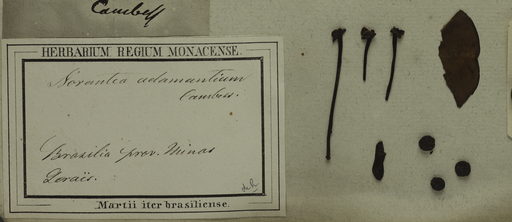 Cambess
HERBARIUM REGIUM MONACENSE.
Norantea adamantium
Cambess.
Brasilia prov. Minas
Geraës.
Martii iter brasiliense.